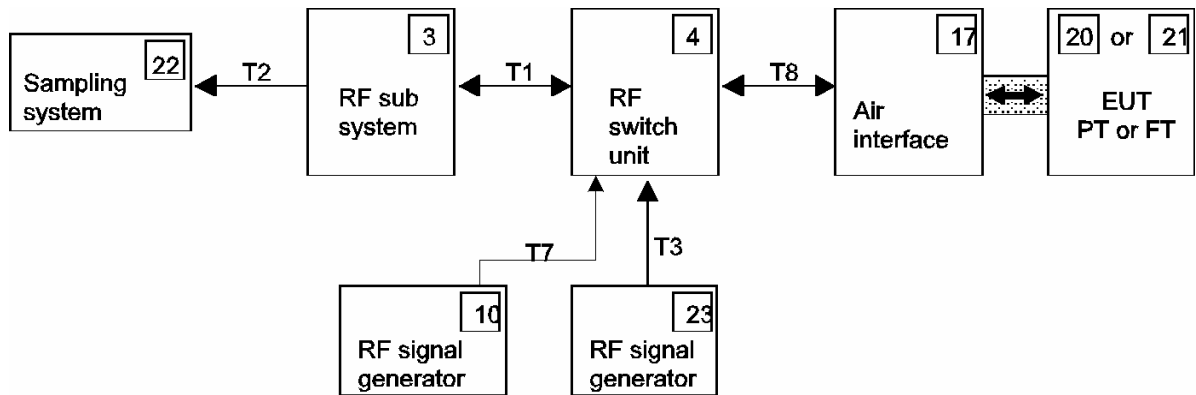 22
Sampling
system
T2
3
RF sub
system
T1
4
RF
switch
unit
T8
17
Air
interface
20 or 21
EUT
PT or FT
T7
T3
10
RF signal
generator
23
RF signal
generator